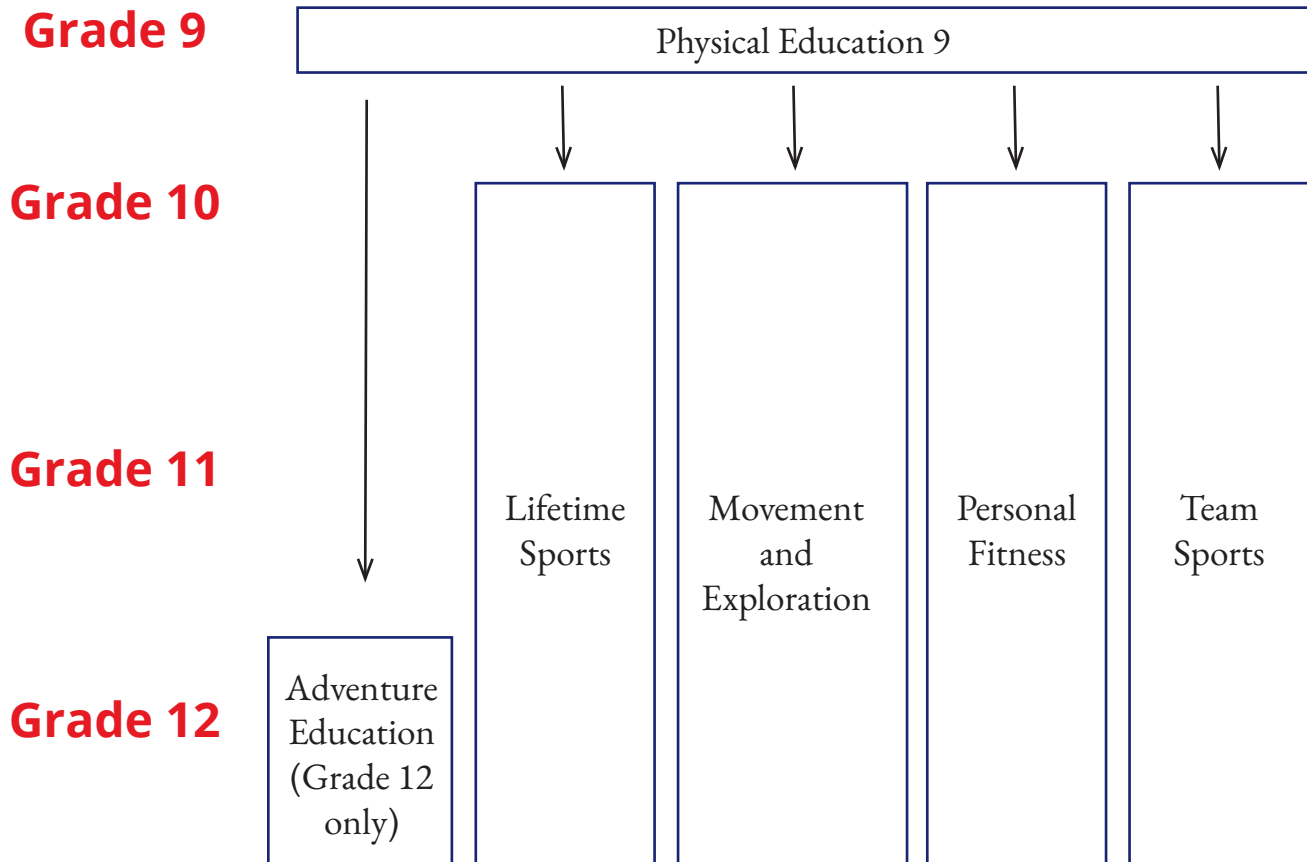 Grade 9
Physical Education 9
Grade 10
Grade 11
Lifetime
Sports
Movement
and
Exploration
Personal
Fitness
Team
Sports
Grade 12
Adventure
Education
(Grade 12
only)